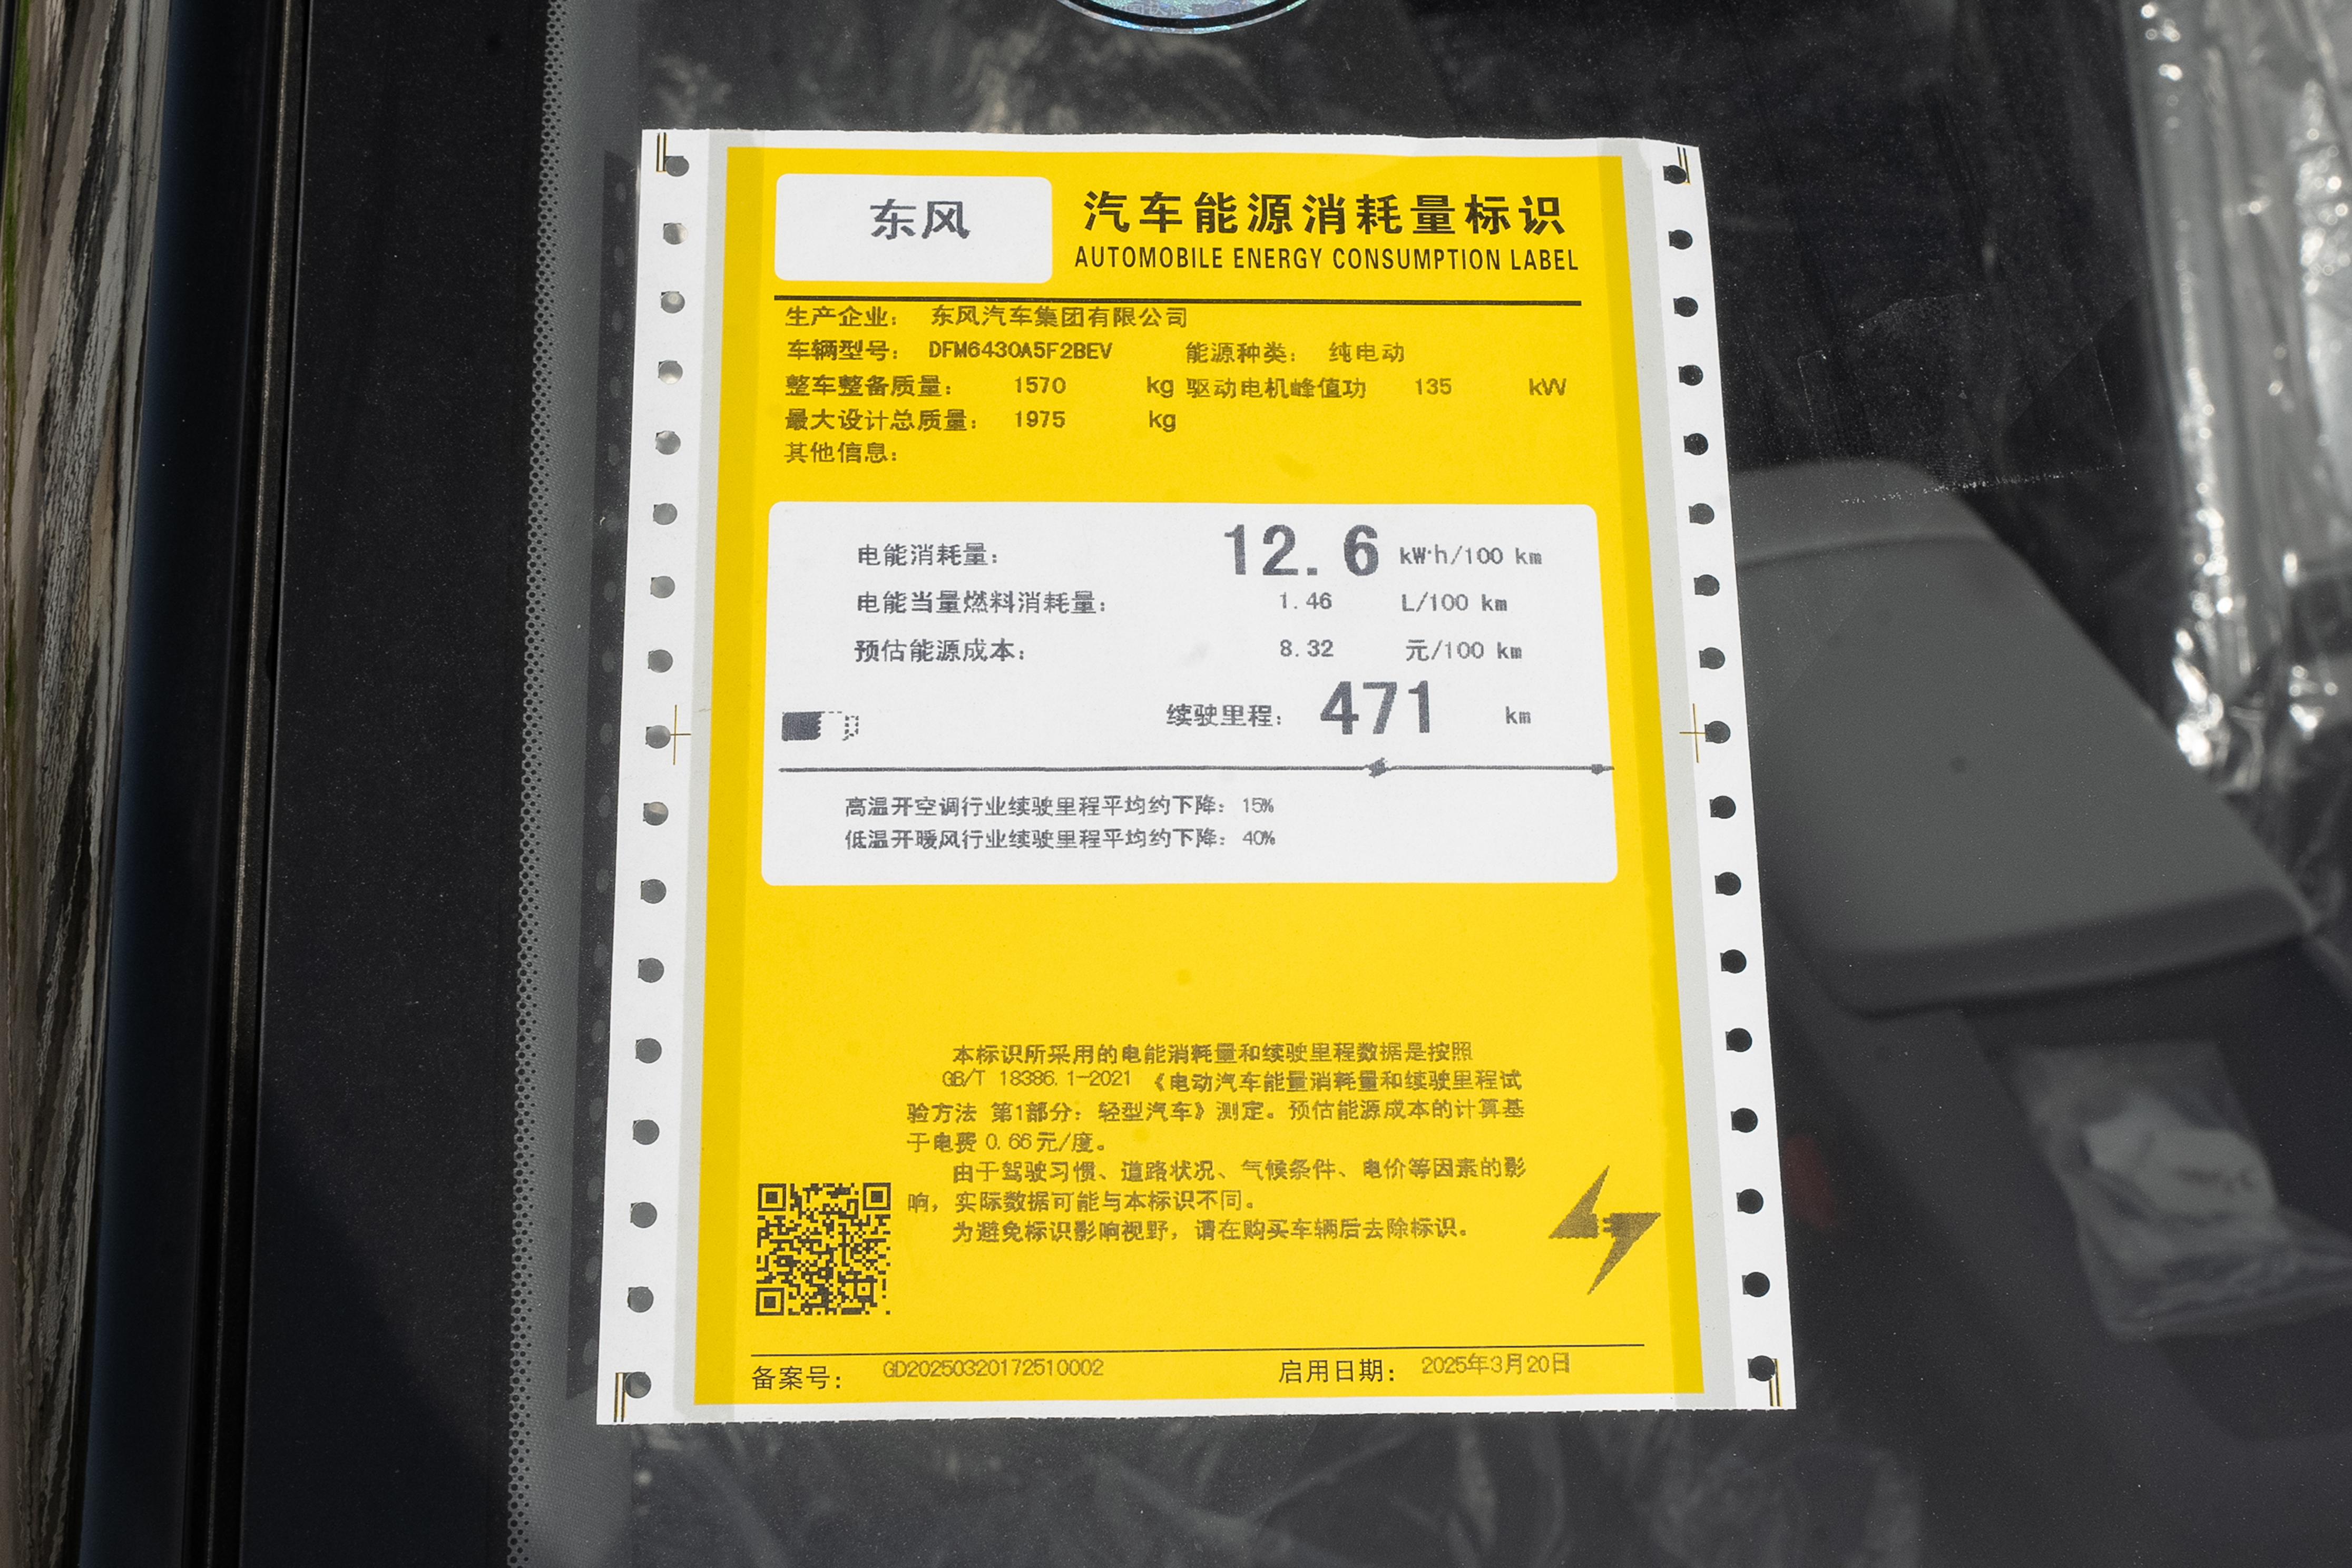 东风
汽车能源消耗量标识
AUTOMOBILE ENERGY CONSUMPTION LABEL
生产企业： 东风汽车集团有限公司
车辆型号： DFM6430A5F2BEV 能源种类： 纯电动
整车整备质量： 1570 kg 驱动电机峰值功 135 kW
最大设计总质量： 1975 kg
其他信息：
电能消耗量： 12.6 kW·h/100 km
电能当量燃料消耗量： 1.46 L/100 km
预估能源成本： 8.32 元/100 km
续驶里程： 471 km
高温开空调行业续驶里程平均约下降：15%
低温开暖风行业续驶里程平均约下降：40%
本标识所采用的电能消耗量和续驶里程数据是按照
GB/T 18386.1-2021 《电动汽车能量消耗量和续驶里程试
验方法 第1部分：轻型汽车》测定。预估能源成本的计算基
于电费 0.66 元/度。
由于驾驶习惯、道路状况、气候条件、电价等因素的影
响，实际数据可能与本标识不同。
为避免标识影响视野，请在购买车辆后去除标识。
备案号： GD20250320172510002 启用日期： 2025年3月20日